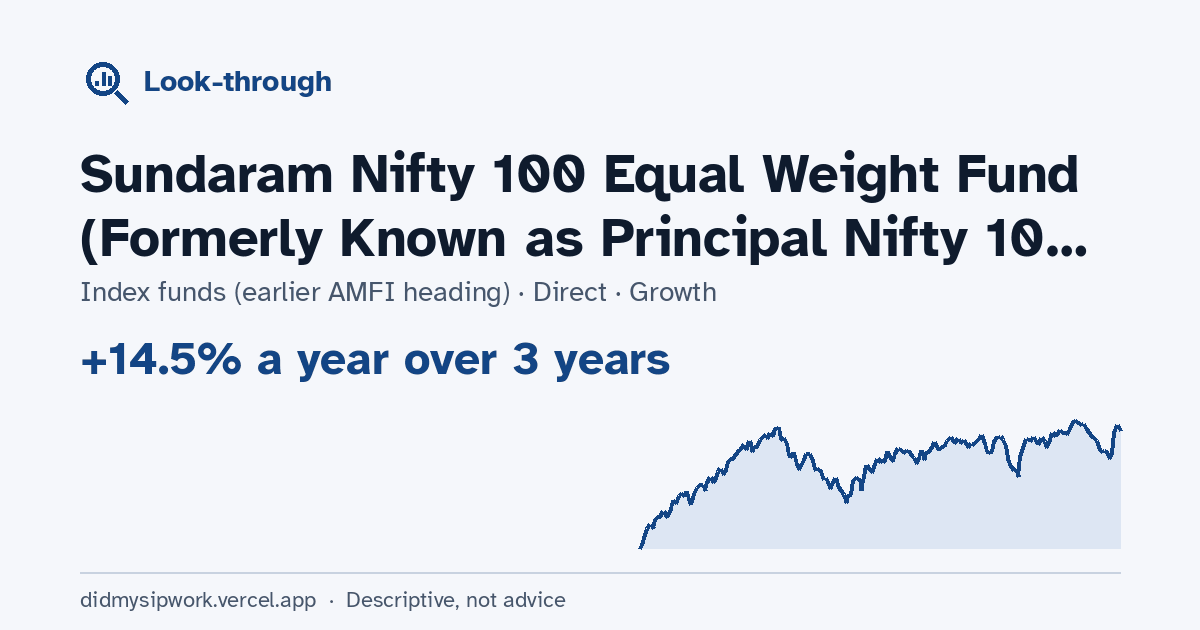 Look-through
Sundaram Nifty 100 Equal Weight Fund
(Formerly Known as Principal Nifty 10...
Index funds (earlier AMFI heading) · Direct · Growth
+14.5% a year over 3 years
didmysipwork.vercel.app · Descriptive, not advice